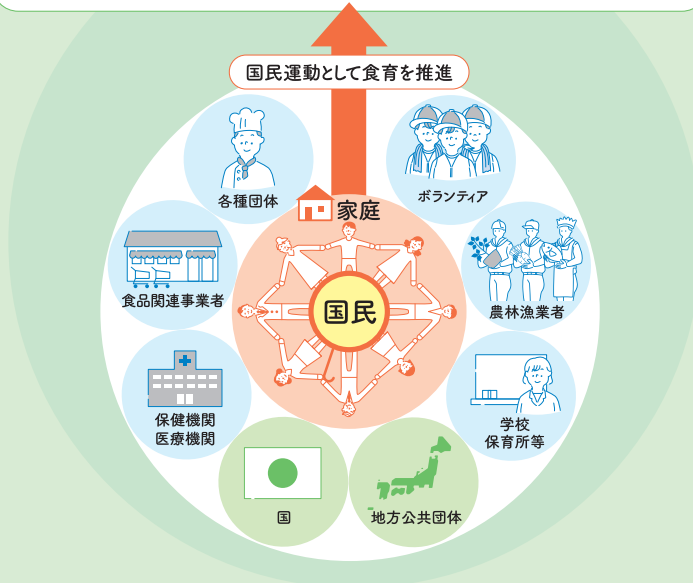 国民運動として食育を推進
各種団体
ボランティア
家庭
食品関連事業者
農林漁業者
国民
保健機関
医療機関
学校
保育所等
国
地方公共団体